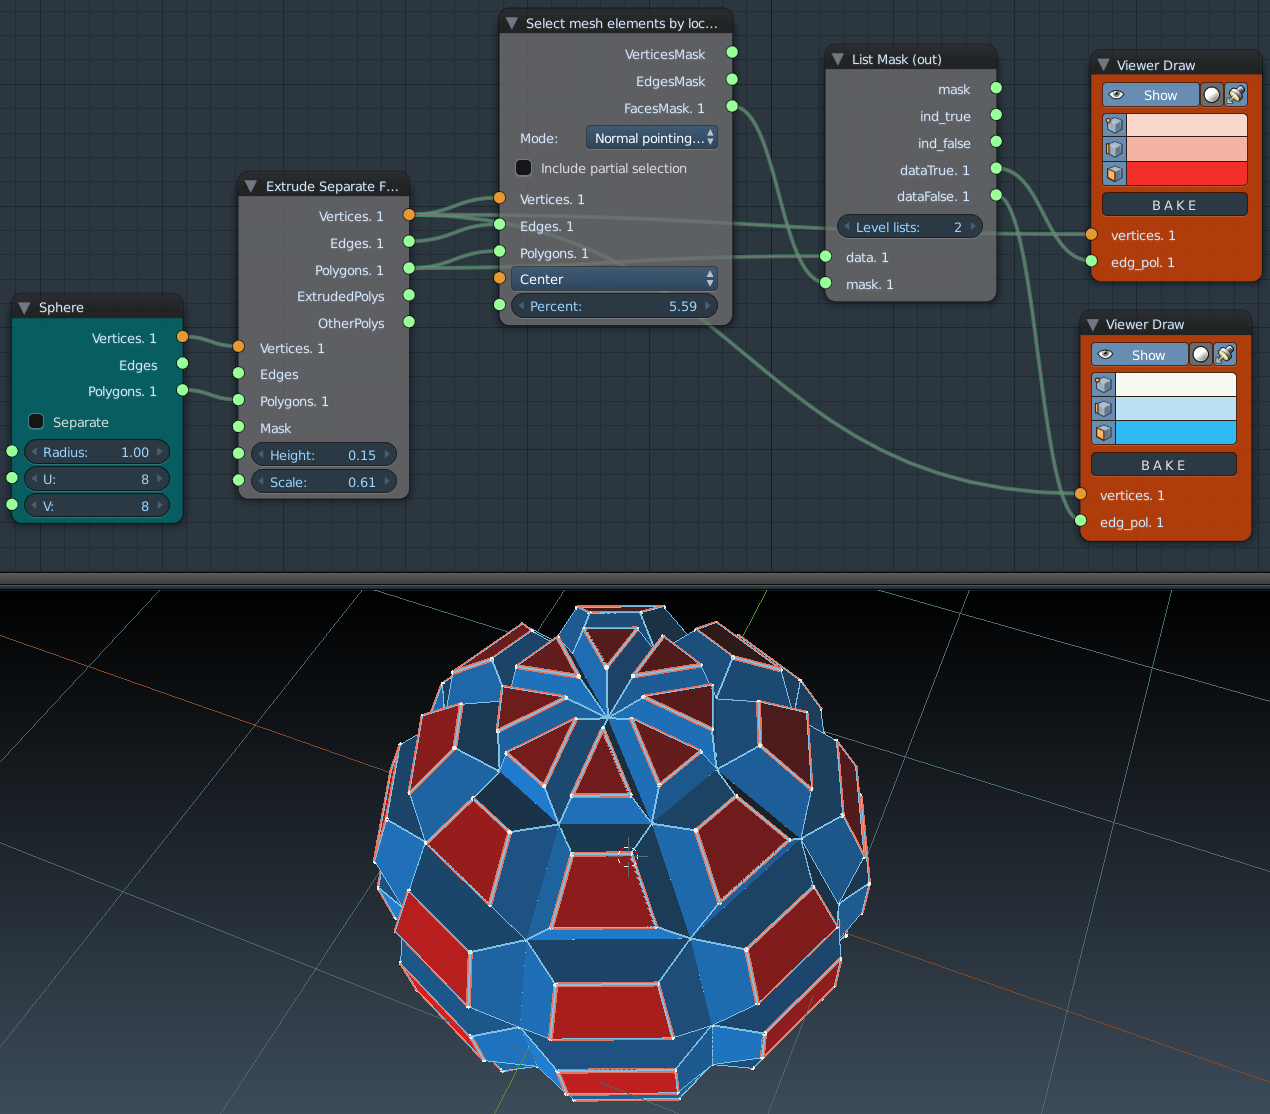 Sphere
Vertices. 1
Edges
Polygons. 1
Separate
Radius: 1.00
U: 8
V: 8
Extrude Separate F...
Vertices. 1
Edges. 1
Polygons. 1
ExtrudedPolys
OtherPolys
Vertices. 1
Edges
Polygons. 1
Mask
Height: 0.15
Scale: 0.61
Select mesh elements by loc...
VerticesMask
EdgesMask
FacesMask. 1
Mode: Normal pointing...
Include partial selection
Vertices. 1
Edges. 1
Polygons. 1
Center
Percent: 5.59
List Mask (out)
mask
ind_true
ind_false
dataTrue. 1
dataFalse. 1
Level lists: 2
data. 1
mask. 1
Viewer Draw
Show
BAKE
vertices. 1
edg_pol. 1
Viewer Draw
Show
BAKE
vertices. 1
edg_pol. 1